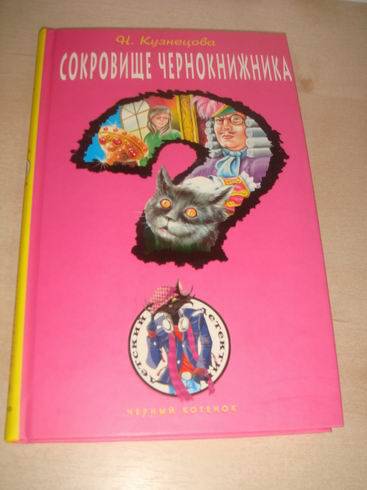 Н. Кузнецова
СОКРОВИЩЕ ЧЕРНОКНИЖНИКА
детский детектив
ЧЕРНЫЙ КОТЕНОК